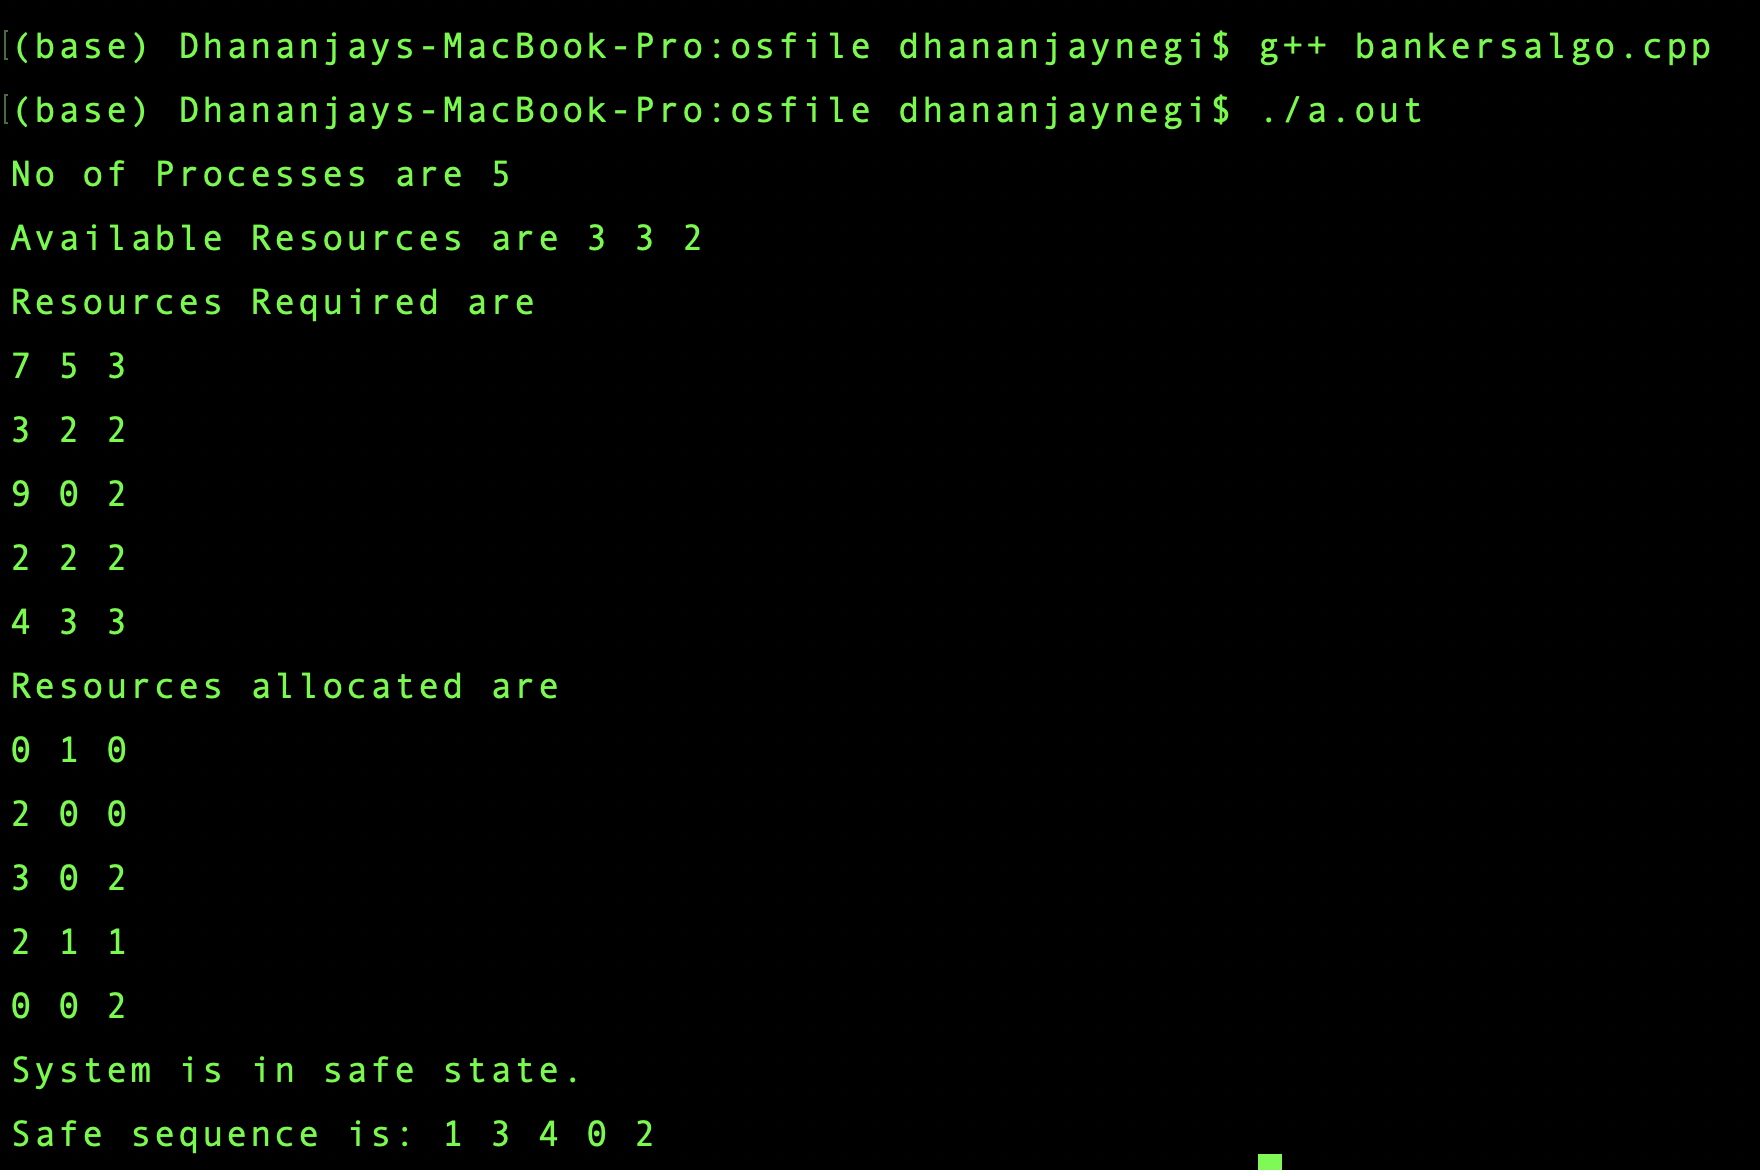 (base) Dhananjays-MacBook-Pro:osfile dhananjaynegi$ g++ bankersalgo.cpp
(base) Dhananjays-MacBook-Pro:osfile dhananjaynegi$ ./a.out
No of Processes are 5
Available Resources are 3 3 2
Resources Required are
7 5 3
3 2 2
9 0 2
2 2 2
4 3 3
Resources allocated are
0 1 0
2 0 0
3 0 2
2 1 1
0 0 2
System is in safe state.
Safe sequence is: 1 3 4 0 2